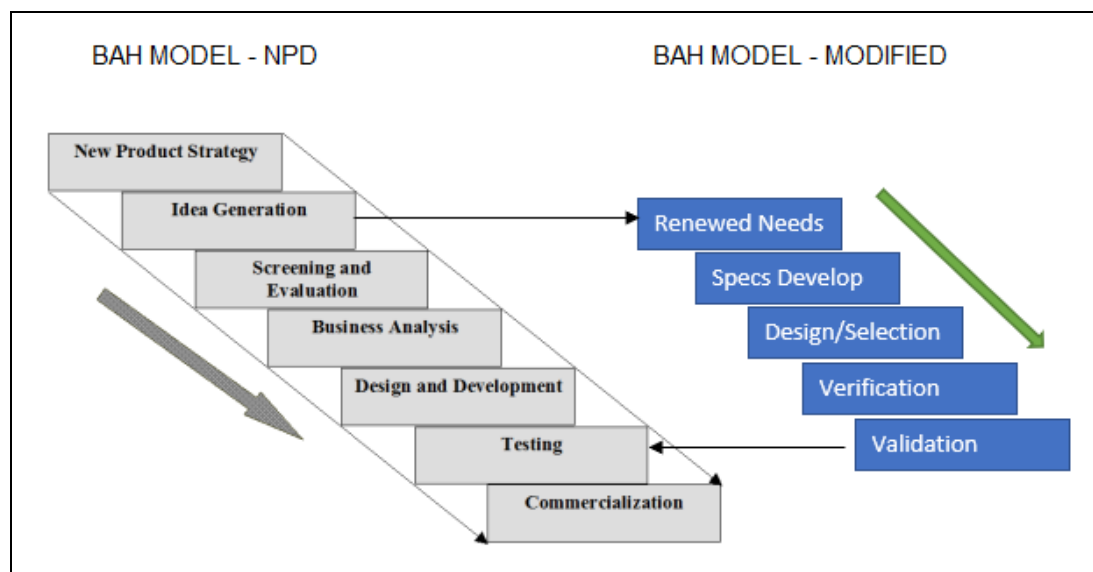 BAH MODEL - NPD
BAH MODEL - MODIFIED
New Product Strategy
Idea Generation
Screening and
Evaluation
Business Analysis
Design and Development
Testing
Commercialization
Renewed Needs
Specs Develop
Design/Selection
Verification
Validation